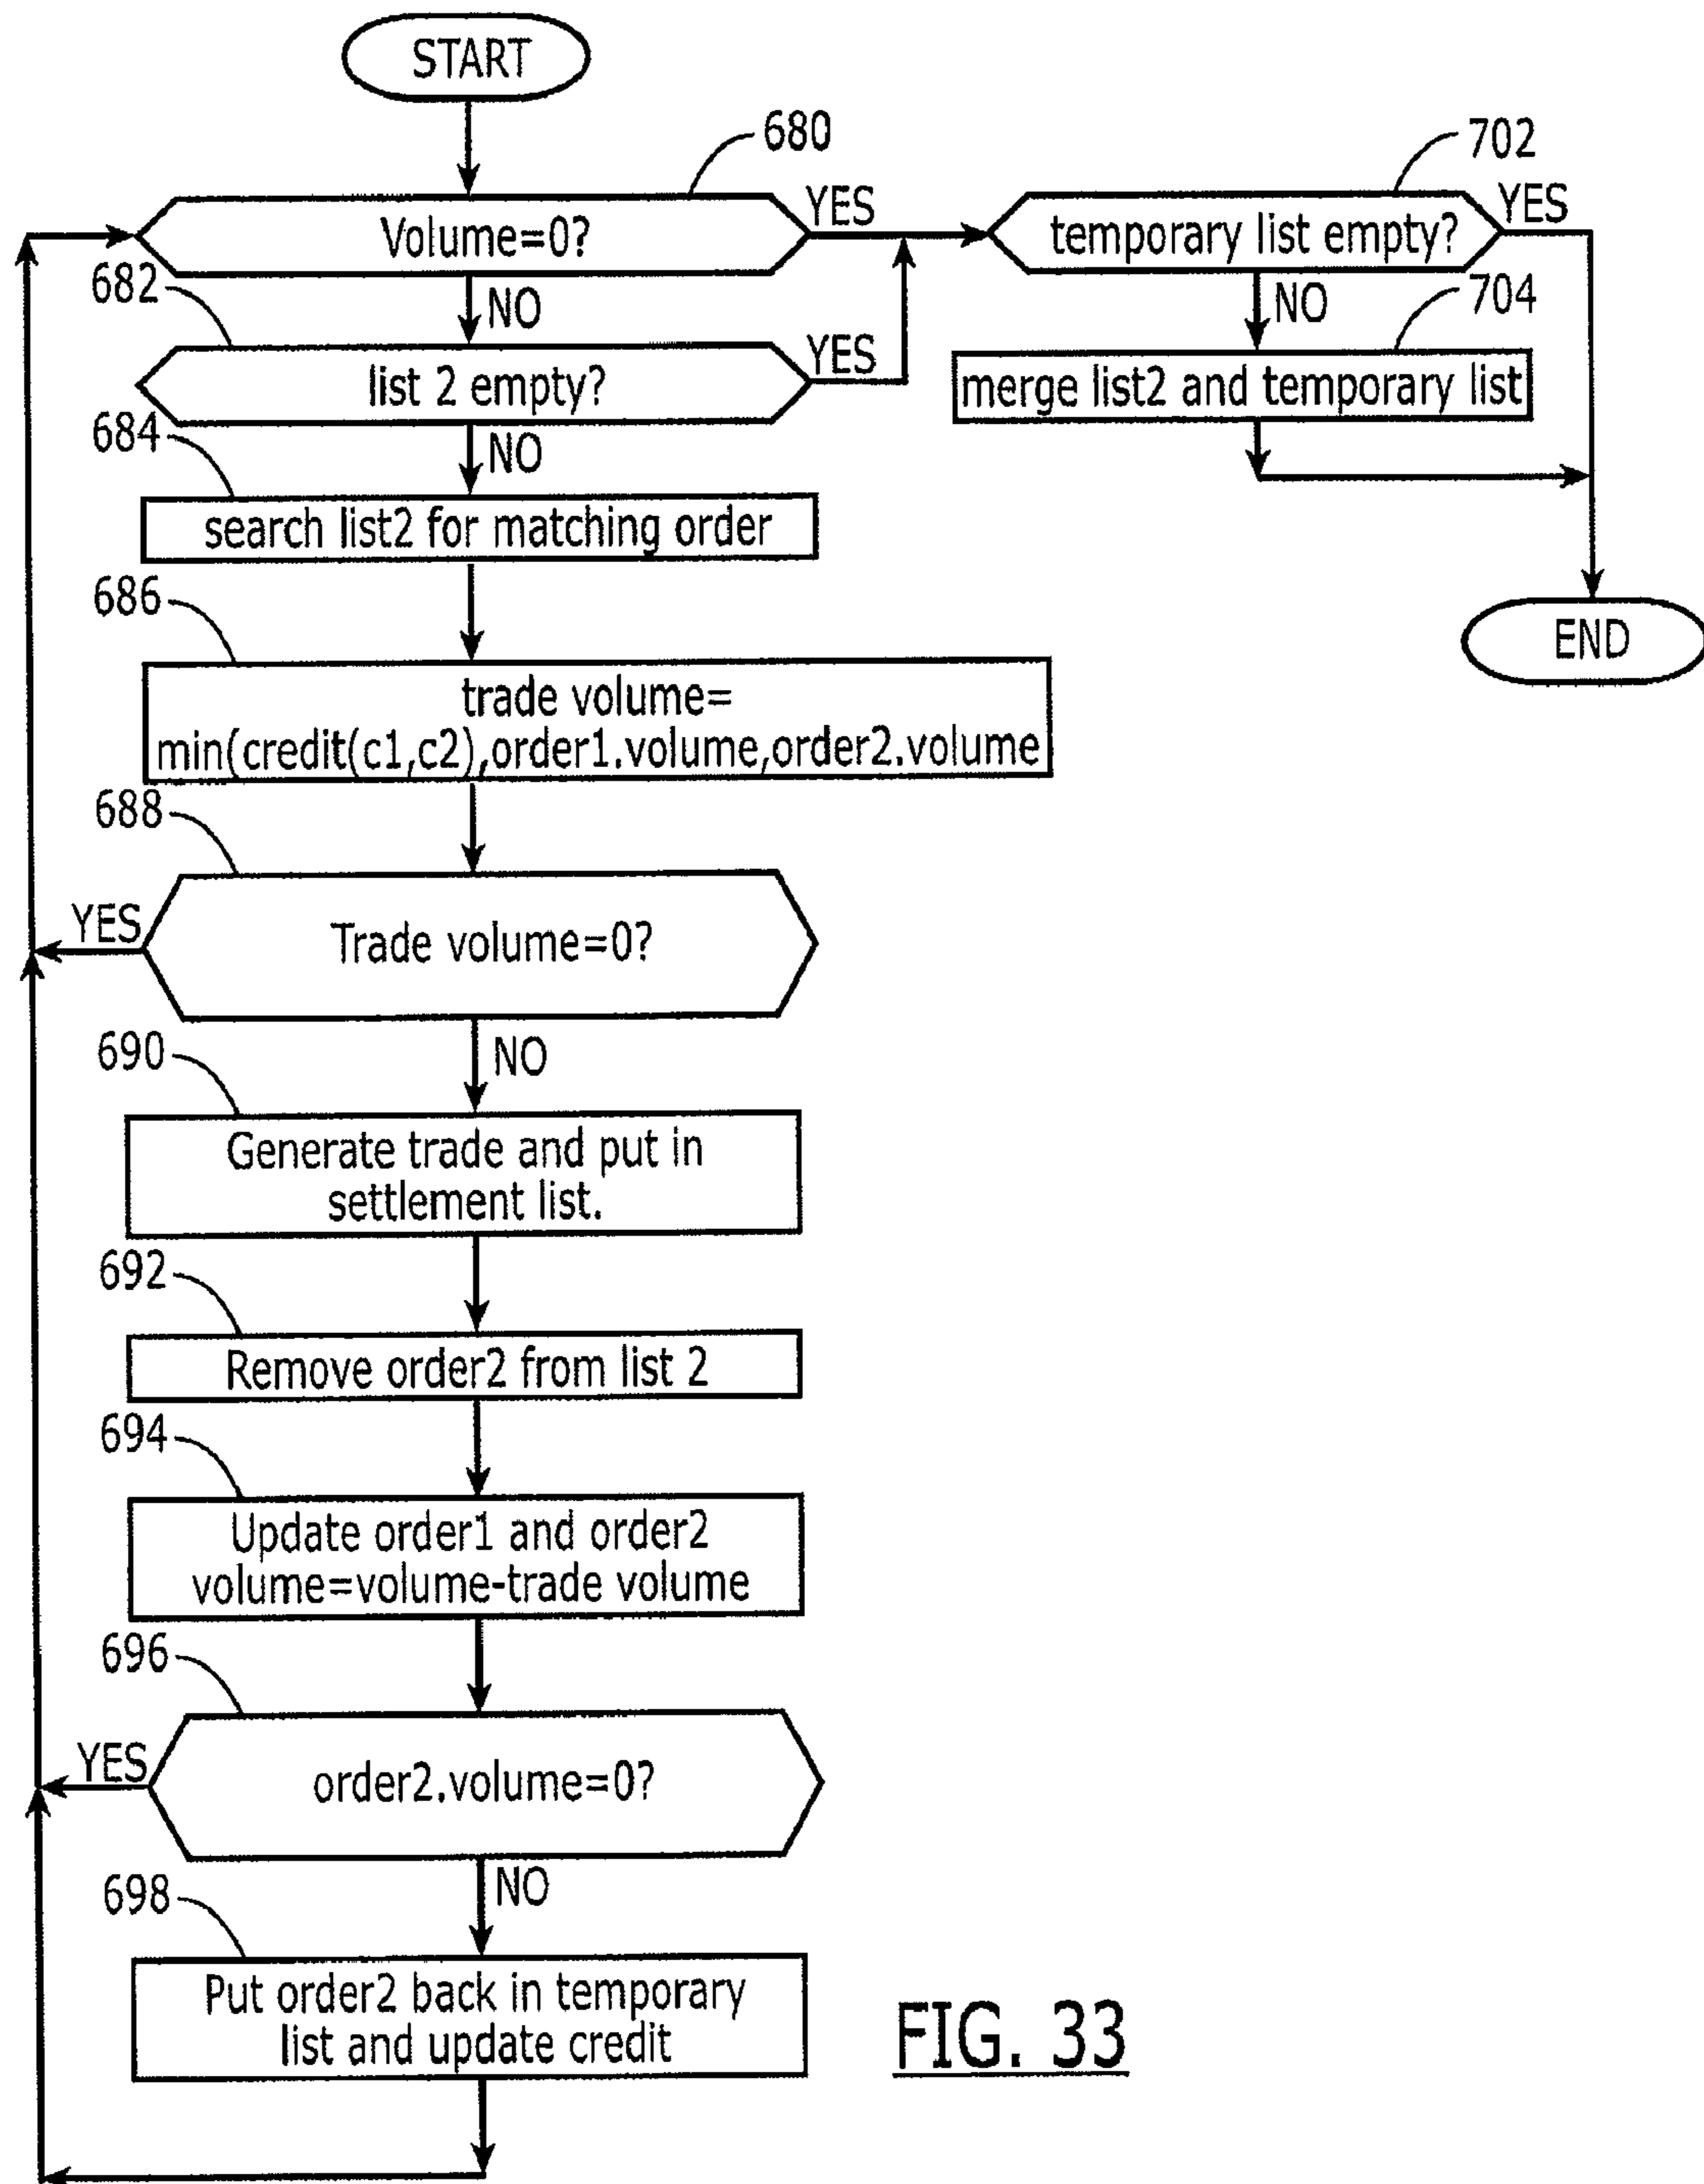 START
680
702
Volume=0?
YES
temporary list empty?
YES
682
NO
NO
704
list 2 empty?
YES
merge list2 and temporary list
684
NO
search list2 for matching order
686
END
trade volume=
min(credit(c1,c2),order1.volume,order2.volume
688
YES
Trade volume=0?
690
NO
Generate trade and put in
settlement list.
692
Remove order2 from list 2
694
Update order1 and order2
volume=volume-trade volume
696
YES
order2.volume=0?
698
NO
Put order2 back in temporary
list and update credit
FIG. 33